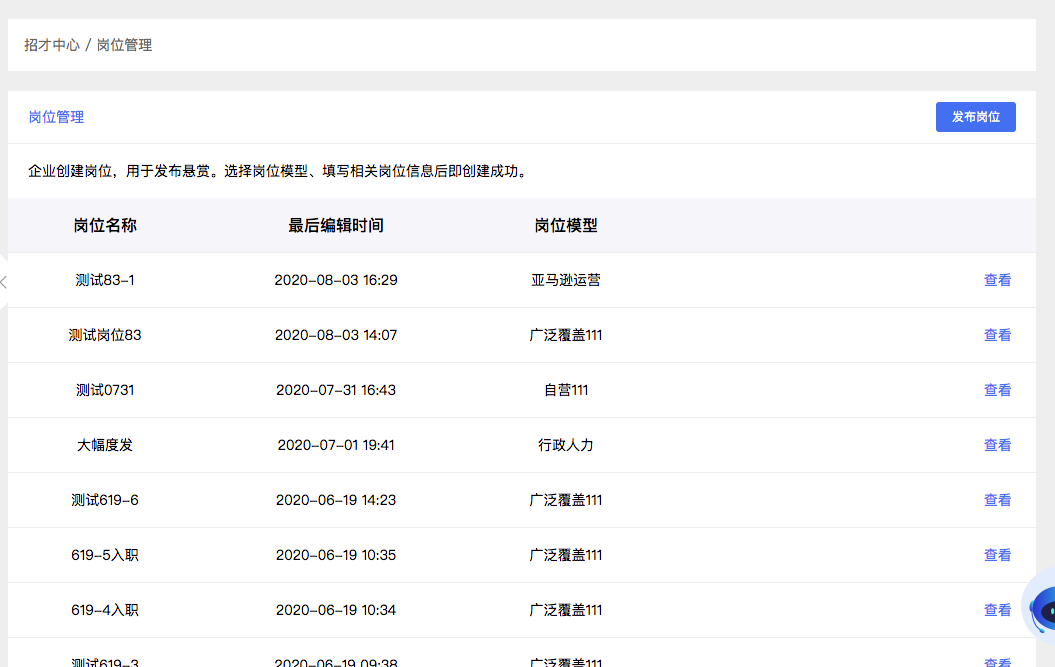 招才中心 / 岗位管理
岗位管理 发布岗位
企业创建岗位，用于发布悬赏。选择岗位模型、填写相关岗位信息后即创建成功。
岗位名称 最后编辑时间 岗位模型
测试83-1 2020-08-03 16:29 亚马逊运营 查看
测试岗位83 2020-08-03 14:07 广泛覆盖111 查看
测试0731 2020-07-31 16:43 自营111 查看
大幅度发 2020-07-01 19:41 行政人力 查看
测试619-6 2020-06-19 14:23 广泛覆盖111 查看
619-5入职 2020-06-19 10:35 广泛覆盖111 查看
619-4入职 2020-06-19 10:34 广泛覆盖111 查看
测试619-3 2020-06-19 09:38 广泛覆盖111 查看